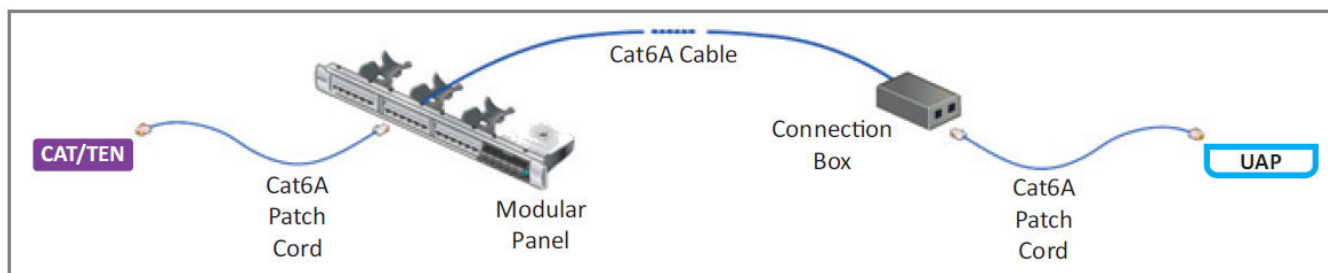 Cat6A Cable
CAT/TEN
Cat6A
Patch
Cord
Modular
Panel
Connection
Box
Cat6A
Patch
Cord
UAP